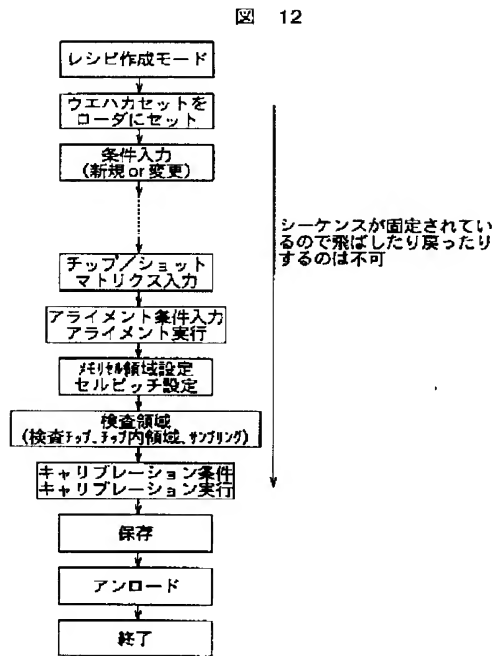 図 12
レシピ作成モード
ウエハカセットを
ローダにセット
条件入力
(新規 or 変更)
チップ／ショット
マトリクス入力
アライメント条件入力
アライメント実行
メモリセル領域設定
セルピッチ設定
検査領域
(検査チップ、チップ内領域、サンプリング)
キャリブレーション条件
キャリブレーション実行
保存
アンロード
終了
シーケンスが固定されてい
るので飛ばしたり戻ったり
するのは不可